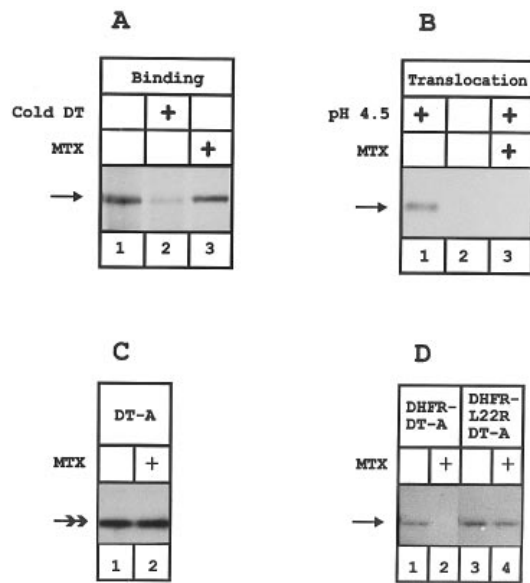 A
Binding
Cold DT +
MTX +
1 2 3
B
Translocation
pH 4.5 + +
MTX +
1 2 3
C
DT-A
MTX +
1 2
D
DHFR-
DT-A
DHFR-
L22R
DT-A
MTX + +
1 2 3 4